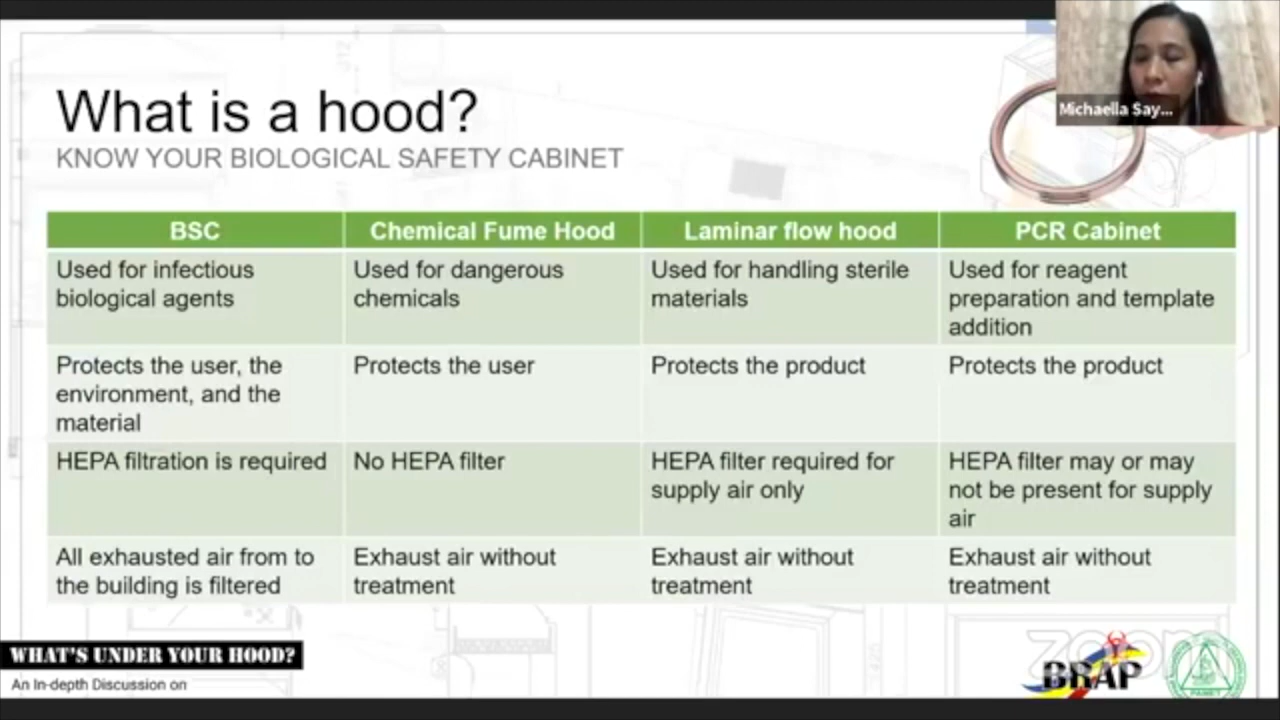 Michaella Say...
What is a hood?
KNOW YOUR BIOLOGICAL SAFETY CABINET
BSC
Chemical Fume Hood
Laminar flow hood
PCR Cabinet
Used for infectious
biological agents
Used for dangerous
chemicals
Used for handling sterile
materials
Used for reagent
preparation and template
addition
Protects the user, the
environment, and the
material
Protects the user
Protects the product
Protects the product
HEPA filtration is required
No HEPA filter
HEPA filter required for
supply air only
HEPA filter may or may
not be present for supply
air
All exhausted air from to
the building is filtered
Exhaust air without
treatment
Exhaust air without
treatment
Exhaust air without
treatment
WHAT'S UNDER YOUR HOOD?
An In-depth Discussion on
zoom
BRAP
PAMET